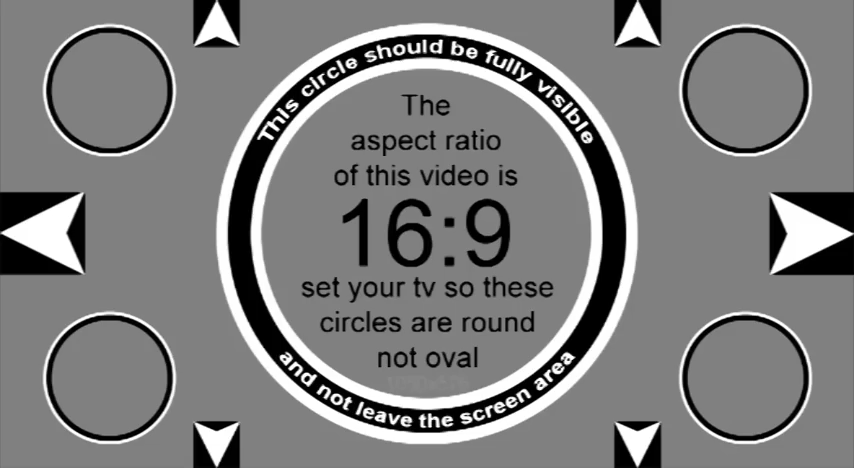 This circle should be fully visible
The
aspect ratio
of this video is
16:9
set your tv so these
circles are round
not oval
and not leave the screen area